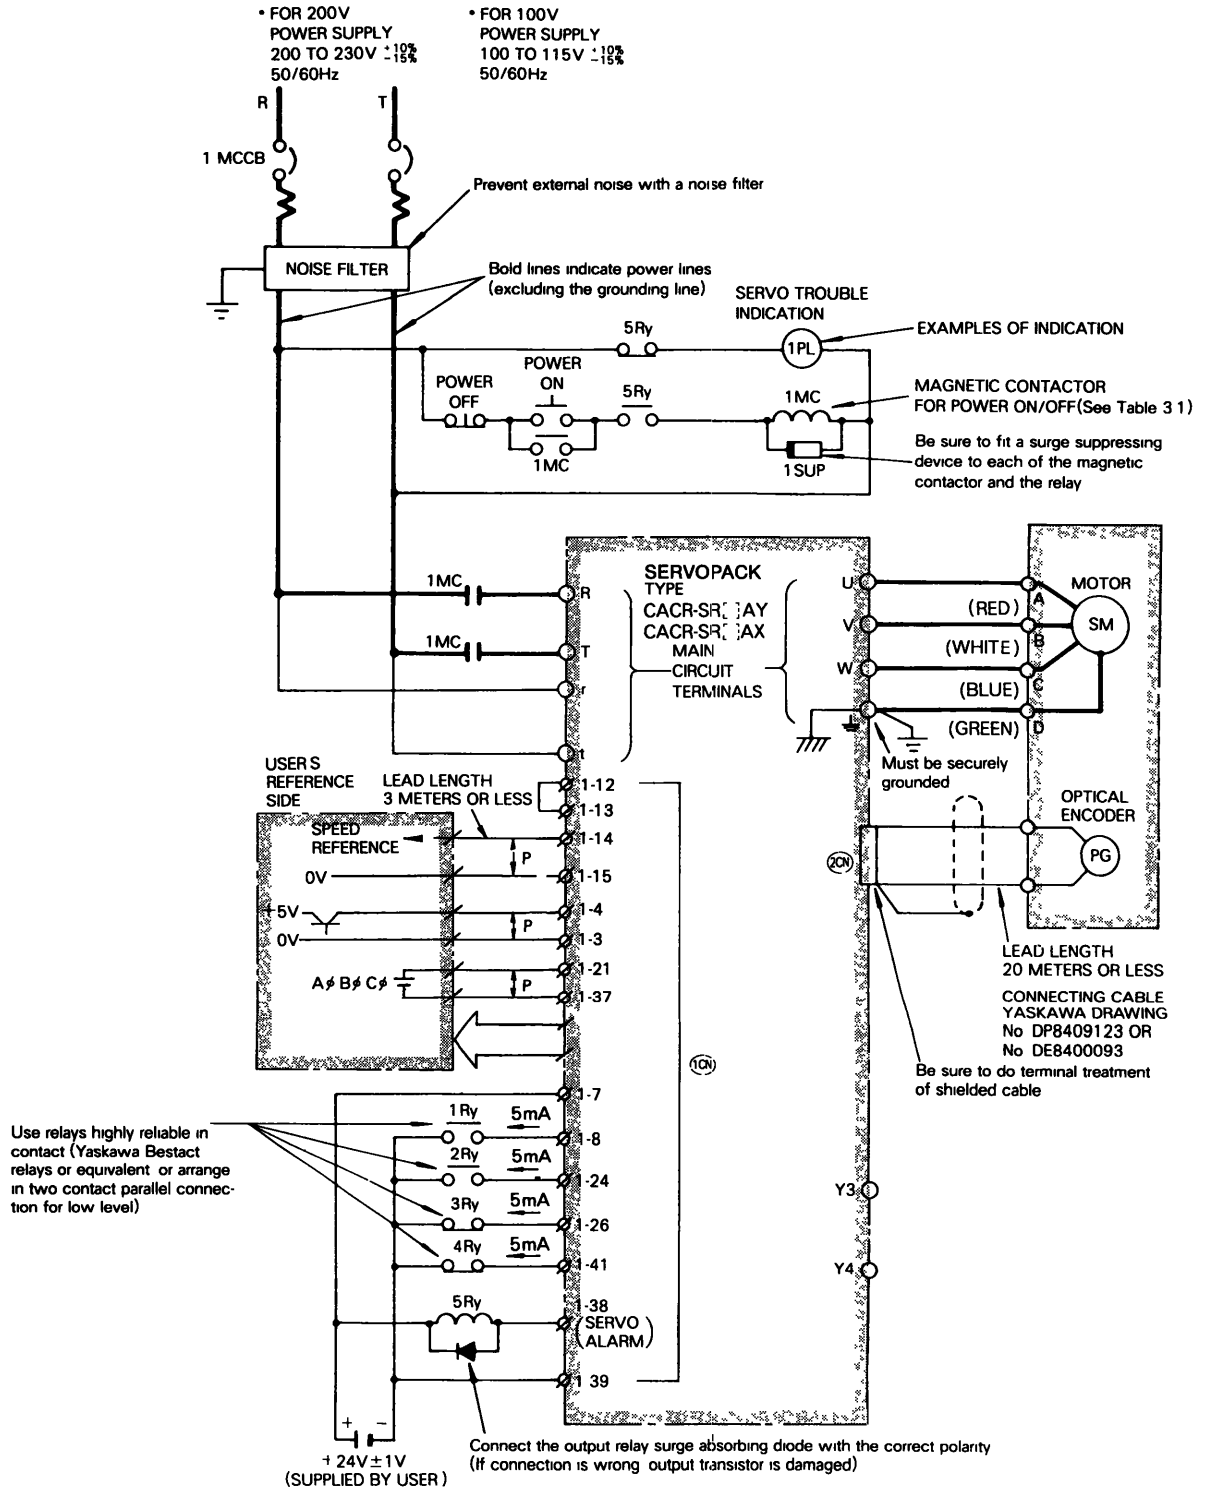 • FOR 200V
POWER SUPPLY
200 TO 230V +10% -15%
50/60Hz
• FOR 100V
POWER SUPPLY
100 TO 115V +10% -15%
50/60Hz
R
T
1 MCCB
Prevent external noise with a noise filter
NOISE FILTER
Bold lines indicate power lines
(excluding the grounding line)
SERVO TROUBLE
INDICATION
5Ry
1PL
EXAMPLES OF INDICATION
POWER
OFF
POWER
ON
5Ry
1MC
1MC
1SUP
MAGNETIC CONTACTOR
FOR POWER ON/OFF(See Table 3 1)
Be sure to fit a surge suppressing
device to each of the magnetic
contactor and the relay
1MC
R
1MC
T
r
t
SERVOPACK
TYPE
CACR-SR[ ]AY
CACR-SR[ ]AX
MAIN
CIRCUIT
TERMINALS
U
V
W
(RED)
(WHITE)
(BLUE)
(GREEN)
A
B
C
D
MOTOR
SM
Must be securely
grounded
USERS
REFERENCE
SIDE
LEAD LENGTH
3 METERS OR LESS
1-12
1-13
SPEED
REFERENCE
P
1-14
0V
1-15
+5V
P
1-4
0V
1-3
AØ BØ CØ
P
1-21
1-37
1CN
2CN
OPTICAL
ENCODER
PG
LEAD LENGTH
20 METERS OR LESS
CONNECTING CABLE
YASKAWA DRAWING
No DP8409123 OR
No DE8400093
Be sure to do terminal treatment
of shielded cable
Use relays highly reliable in
contact (Yaskawa Bestact
relays or equivalent or arrange
in two contact parallel connec-
tion for low level)
1-7
1Ry
5mA
1-8
2Ry
5mA
1-24
3Ry
5mA
1-26
4Ry
5mA
1-41
Y3
Y4
5Ry
1-38
(SERVO
ALARM)
1 39
+ −
+ 24V ± 1V
(SUPPLIED BY USER)
Connect the output relay surge absorbing diode with the correct polarity
(If connection is wrong output transistor is damaged)